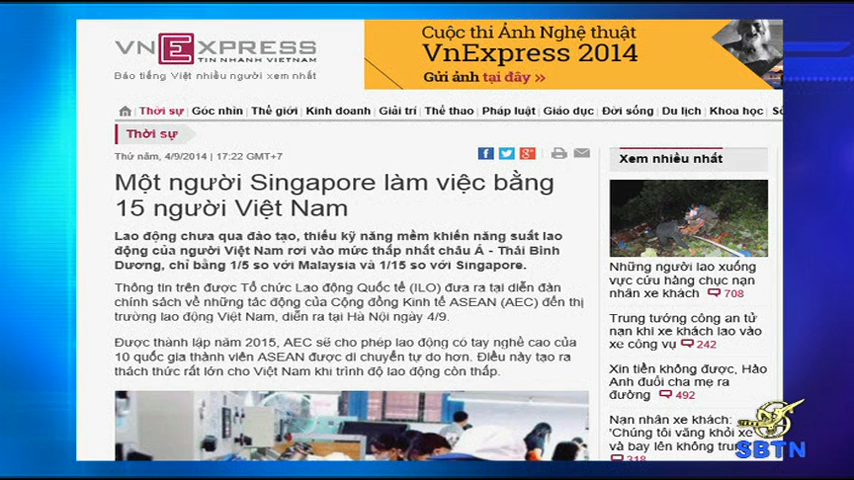 VNEXPRESS
TIN NHANH VIỆT NAM
Báo tiếng Việt nhiều người xem nhất
Cuộc thi Ảnh Nghệ thuật
VnExpress 2014
Gửi ảnh tại đây »
Thời sự Góc nhìn Thế giới Kinh doanh Giải trí Thể thao Pháp luật Giáo dục Đời sống Du lịch Khoa học
Thời sự
Thứ năm, 4/9/2014 | 17:22 GMT+7
Một người Singapore làm việc bằng
15 người Việt Nam
Lao động chưa qua đào tạo, thiếu kỹ năng mềm khiến năng suất lao
động của người Việt Nam rơi vào mức thấp nhất châu Á - Thái Bình
Dương, chỉ bằng 1/5 so với Malaysia và 1/15 so với Singapore.
Thông tin trên được Tổ chức Lao động Quốc tế (ILO) đưa ra tại diễn đàn
chính sách về những tác động của Cộng đồng Kinh tế ASEAN (AEC) đến thị
trường lao động Việt Nam, diễn ra tại Hà Nội ngày 4/9.
Được thành lập năm 2015, AEC sẽ cho phép lao động có tay nghề cao của
10 quốc gia thành viên ASEAN được di chuyển tự do hơn. Điều này tạo ra
thách thức rất lớn cho Việt Nam khi trình độ lao động còn thấp.
Xem nhiều nhất
Những người lao xuống
vực cứu hàng chục nạn
nhân xe khách 708
Trung tướng công an tử
nạn khi xe khách lao vào
xe công vụ 242
Xin tiền không được, Hào
Anh đuổi cha mẹ ra
đường 492
Nạn nhân xe khách:
'Chúng tôi văng khỏi xe
và bay lên không trung'
318
SBTN